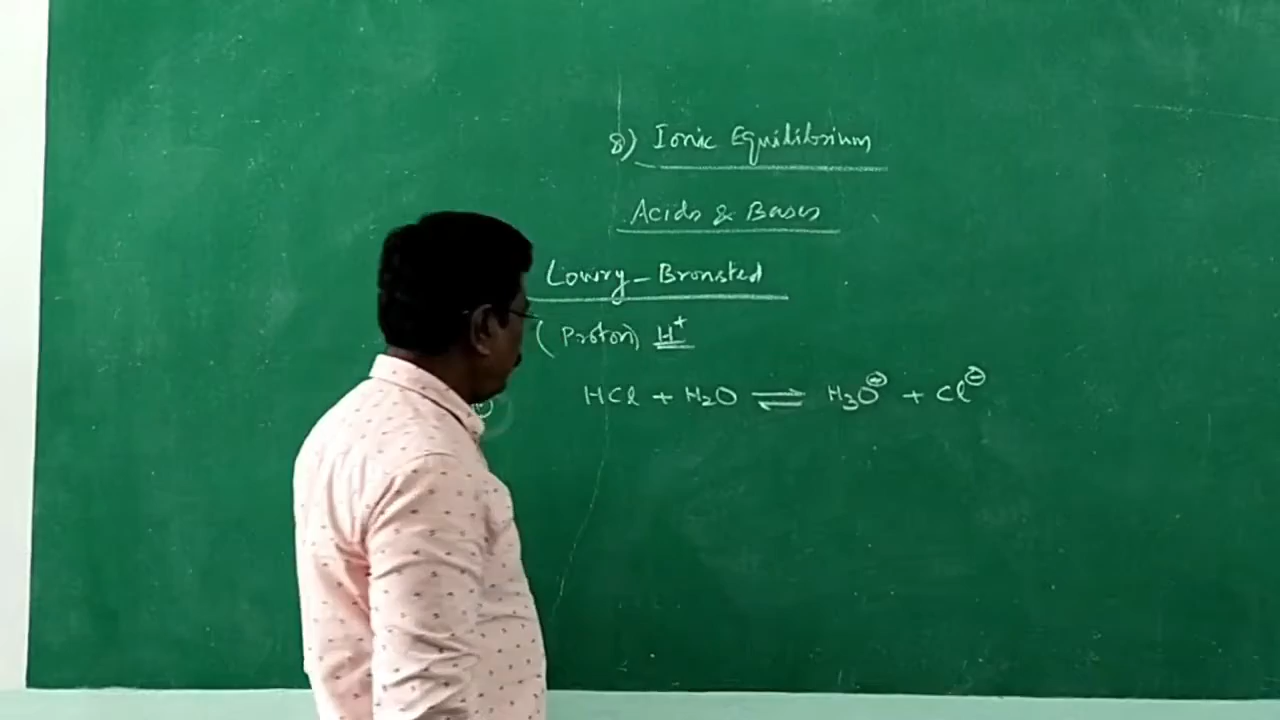 8) Ionic Equilibrium
Acids & Bases
Lowry-Bronsted
(Proton) H⁺
HCl + H₂O ⇌ H₃O⊕ + Cl⊖